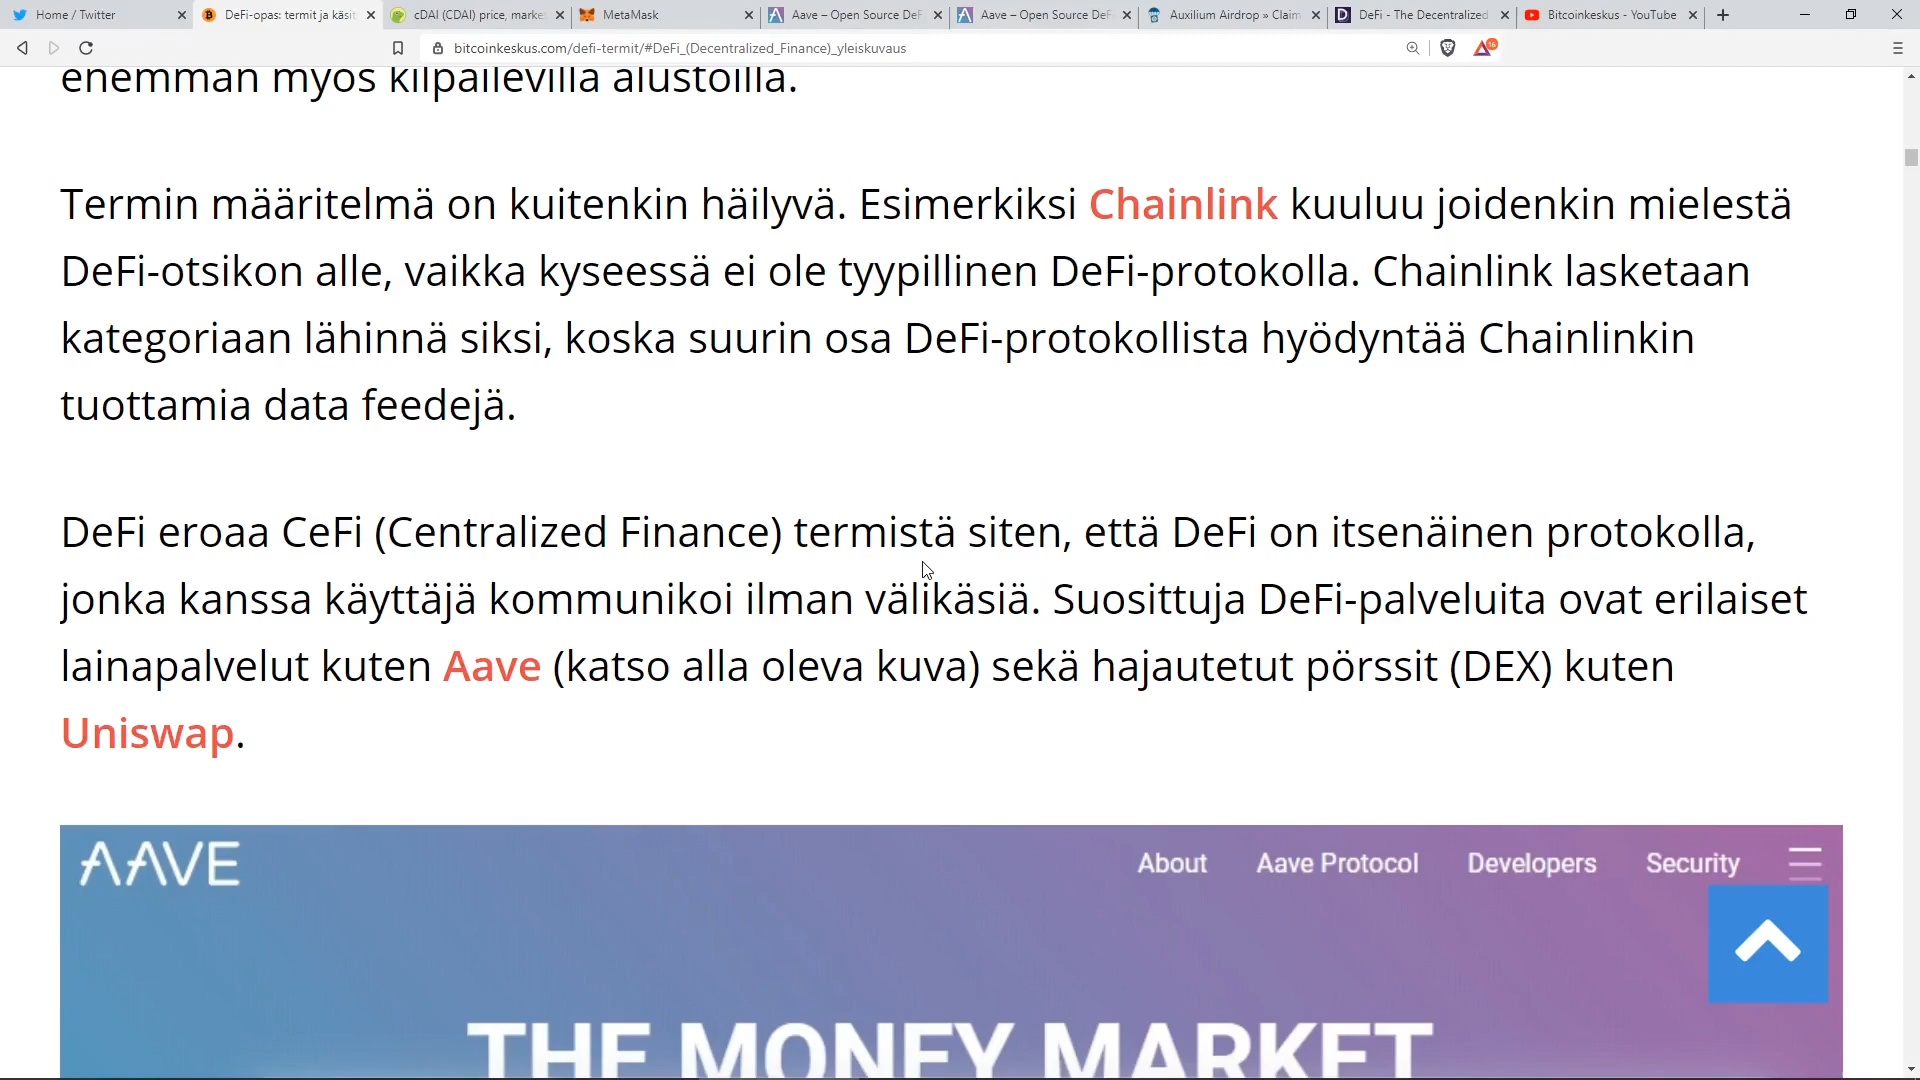 Home / Twitter
DeFi-opas: termit ja käsit
cDAI (CDAI) price, marke
MetaMask
Aave – Open Source DeF
Aave – Open Source DeF
Auxilium Airdrop » Claim
DeFi - The Decentralized
Bitcoinkeskus - YouTube
bitcoinkeskus.com/defi-termit/#DeFi_(Decentralized_Finance)_yleiskuvaus
16
enemmän myös kilpailevilla alustoilla.
Termin määritelmä on kuitenkin häilyvä. Esimerkiksi Chainlink kuuluu joidenkin mielestä
DeFi-otsikon alle, vaikka kyseessä ei ole tyypillinen DeFi-protokolla. Chainlink lasketaan
kategoriaan lähinnä siksi, koska suurin osa DeFi-protokollista hyödyntää Chainlinkin
tuottamia data feedejä.
DeFi eroaa CeFi (Centralized Finance) termistä siten, että DeFi on itsenäinen protokolla,
jonka kanssa käyttäjä kommunikoi ilman välikäsiä. Suosittuja DeFi-palveluita ovat erilaiset
lainapalvelut kuten Aave (katso alla oleva kuva) sekä hajautetut pörssit (DEX) kuten
Uniswap.
AAVE
About
Aave Protocol
Developers
Security
THE MONEY MARKET